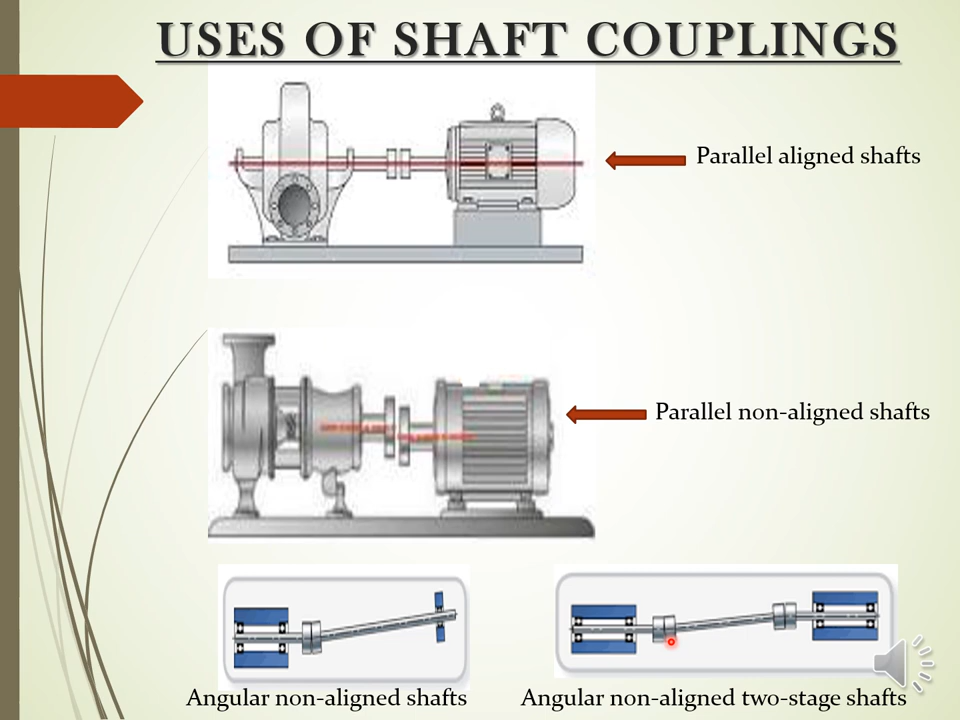 USES OF SHAFT COUPLINGS
Parallel aligned shafts
Parallel non-aligned shafts
Angular non-aligned shafts
Angular non-aligned two-stage shafts